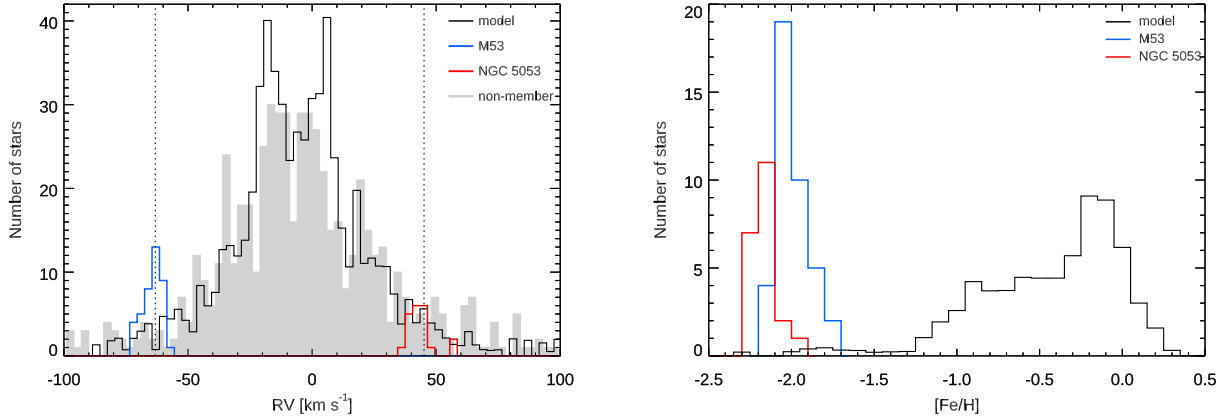 40
30
20
10
0
-100
-50
0
50
100
Number of stars
RV [km s-1]
model
M53
NGC 5053
non-member
20
15
10
5
0
-2.5
-2.0
-1.5
-1.0
-0.5
0.0
0.5
Number of stars
[Fe/H]
model
M53
NGC 5053